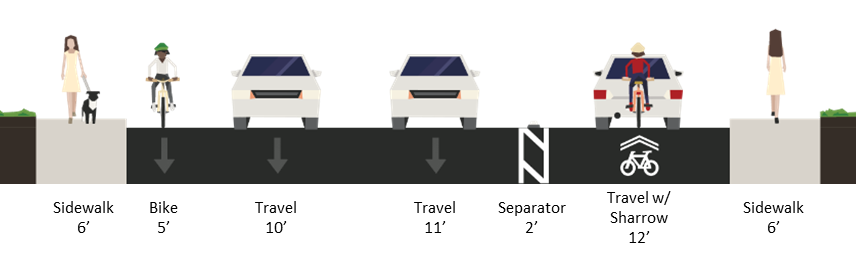 Sidewalk
6’
Bike
5’
Travel
10’
Travel
11’
Separator
2’
Travel w/
Sharrow
12’
Sidewalk
6’